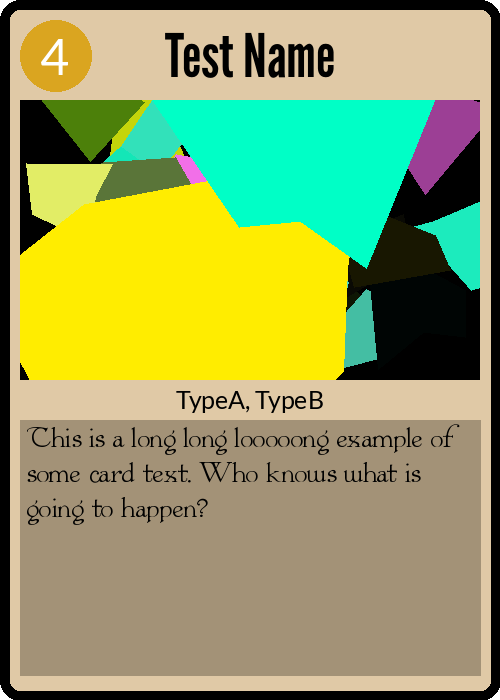 4
Test Name
TypeA, TypeB
This is a long long looooong example of
some card text. Who knows what is
going to happen?